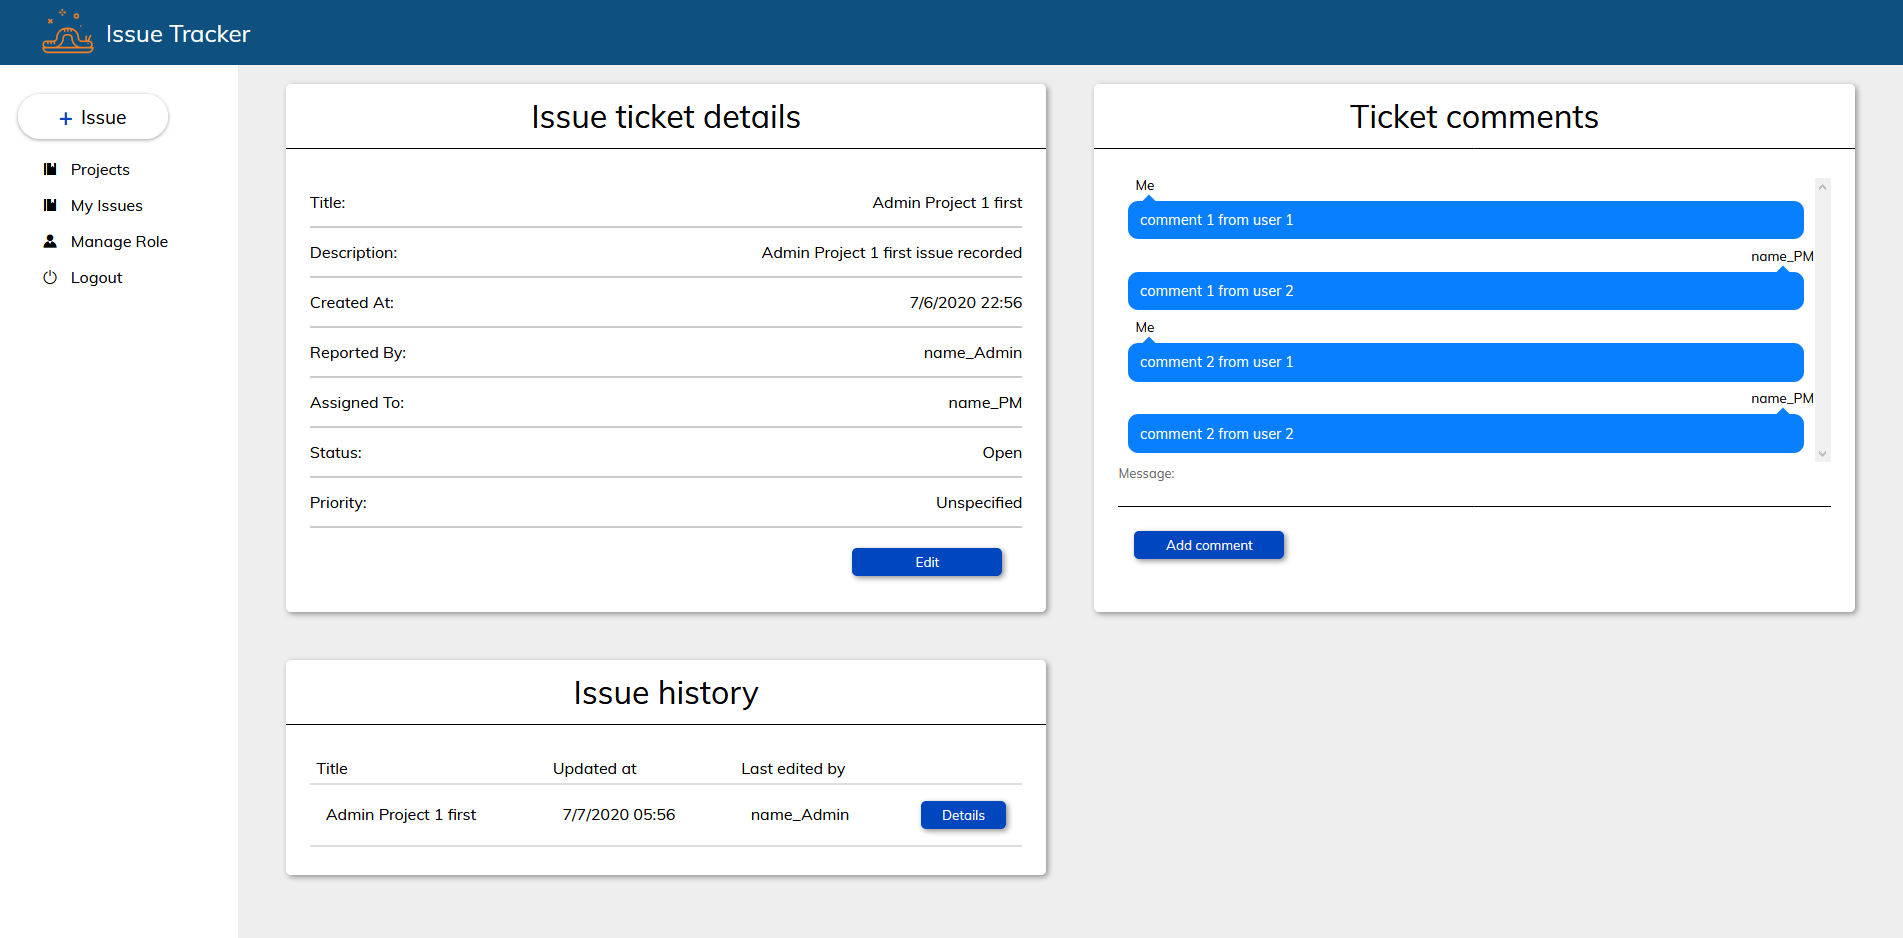 Issue Tracker
+ Issue
Projects
My Issues
Manage Role
Logout
Issue ticket details
Title: Admin Project 1 first
Description: Admin Project 1 first issue recorded
Created At: 7/6/2020 22:56
Reported By: name_Admin
Assigned To: name_PM
Status: Open
Priority: Unspecified
Edit
Ticket comments
Me
comment 1 from user 1
name_PM
comment 1 from user 2
Me
comment 2 from user 1
name_PM
comment 2 from user 2
Message:
Add comment
Issue history
Title Updated at Last edited by
Admin Project 1 first 7/7/2020 05:56 name_Admin Details